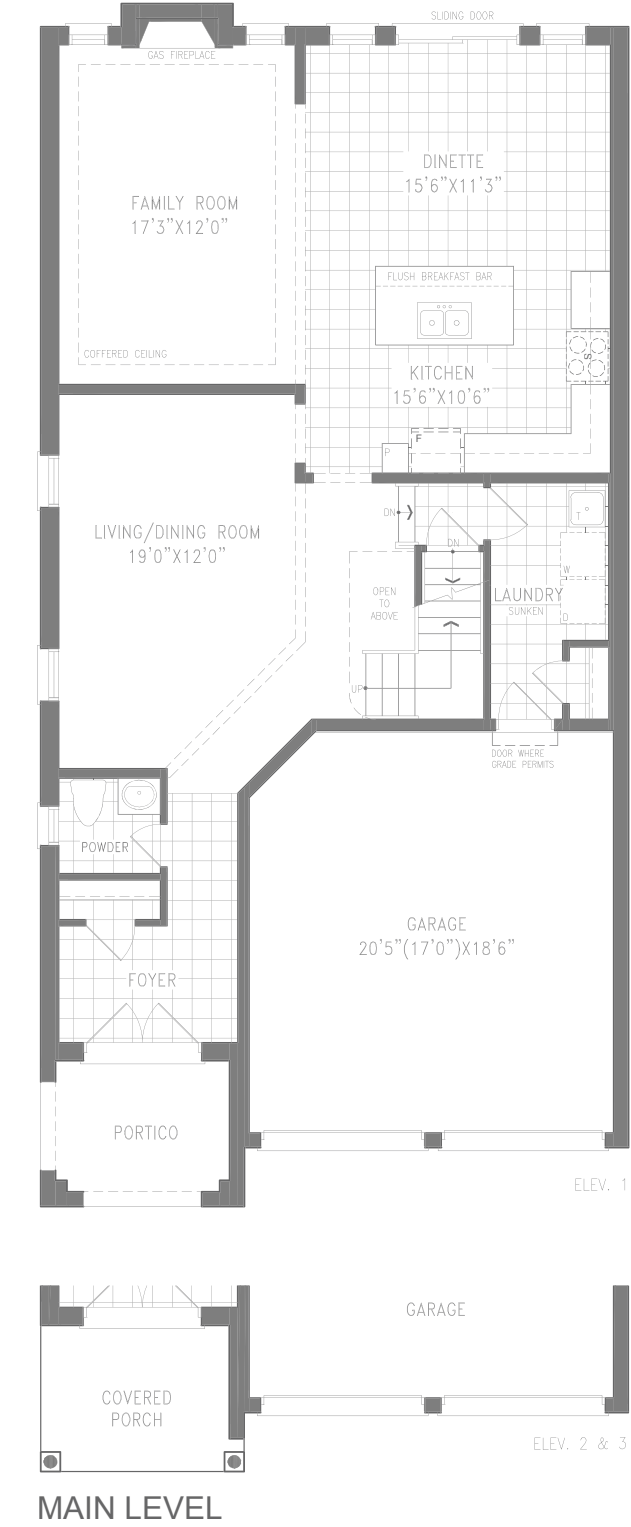 SLIDING DOOR
GAS FIREPLACE
DINETTE
15'6"X11'3"
FAMILY ROOM
17'3"X12'0"
FLUSH BREAKFAST BAR
COFFERED CEILING
S
KITCHEN
15'6"X10'6"
F
P
LIVING/DINING ROOM
19'0"X12'0"
DN
T
DN
W
OPEN
TO
ABOVE
LAUNDRY
SUNKEN
D
UP
DOOR WHERE
GRADE PERMITS
POWDER
GARAGE
20'5"(17'0")X18'6"
FOYER
PORTICO
ELEV. 1
GARAGE
COVERED
PORCH
ELEV. 2 & 3
MAIN LEVEL